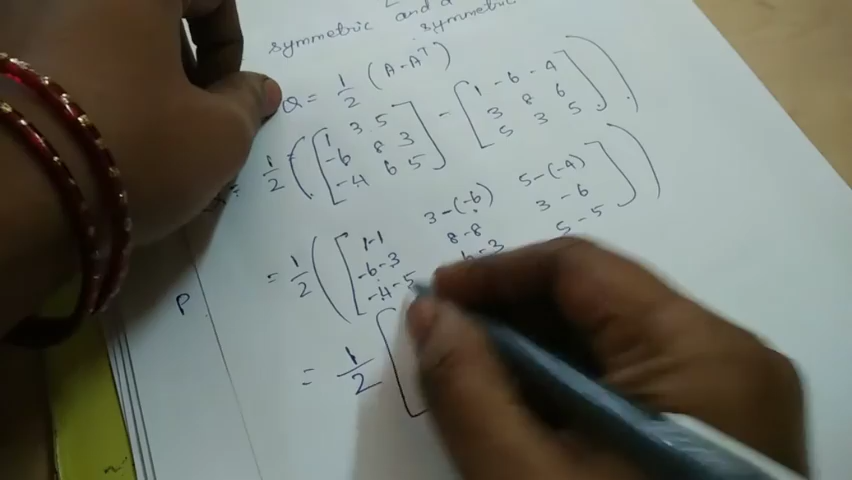 symmetric and a
symmetric
Q = 1/2 (A - Aᵀ)
= 1/2 ([1 3 5] - [1 -6 -4])
[-6 8 3] [3 8 6]
[-4 6 5] [5 3 5]
= 1/2 ([1-1 3-(-6) 5-(-4)])
[-6-3 8-8 3-6]
[-4-5 6-3 5-5]
P
= 1/2 [